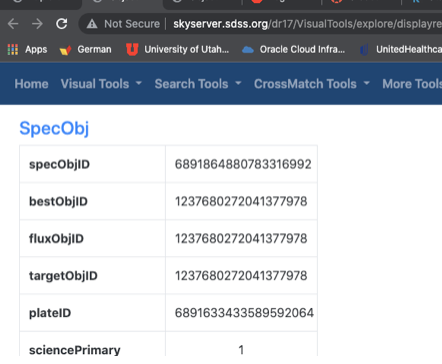 Not Secure | skyserver.sdss.org/dr17/VisualTools/explore/displayre
Apps German University of Utah... Oracle Cloud Infra... UnitedHealthca
Home Visual Tools Search Tools CrossMatch Tools More Tools
SpecObj
specObjID 6891864880783316992
bestObjID 1237680272041377978
fluxObjID 1237680272041377978
targetObjID 1237680272041377978
plateID 6891633433589592064
sciencePrimary 1